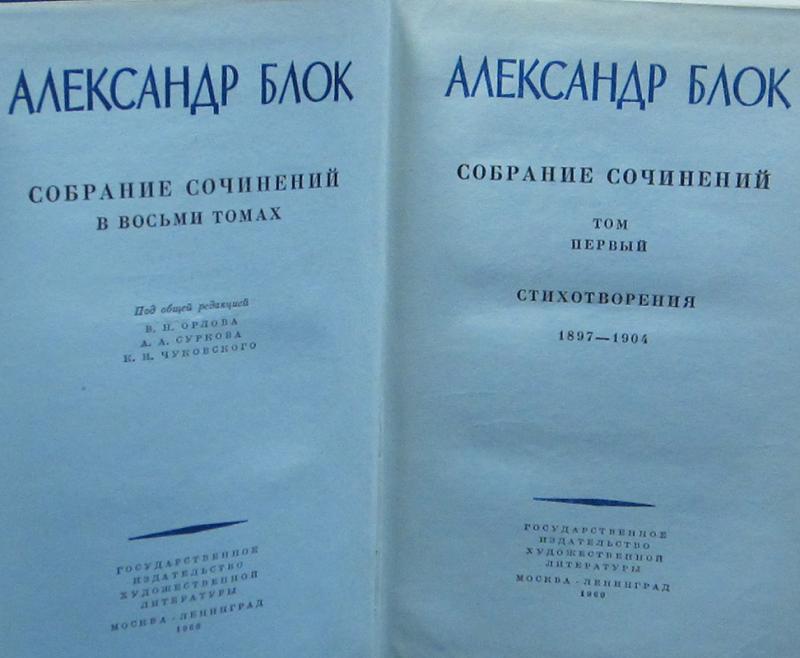 АЛЕКСАНДР БЛОК
СОБРАНИЕ СОЧИНЕНИЙ
В ВОСЬМИ ТОМАХ
Под общей редакцией
В. Н. ОРЛОВА
А. А. СУРКОВА
К. И. ЧУКОВСКОГО
ГОСУДАРСТВЕННОЕ
ИЗДАТЕЛЬСТВО
ХУДОЖЕСТВЕННОЙ
ЛИТЕРАТУРЫ
МОСКВА - ЛЕНИНГРАД
1960
АЛЕКСАНДР БЛОК
СОБРАНИЕ СОЧИНЕНИЙ
ТОМ
ПЕРВЫЙ
СТИХОТВОРЕНИЯ
1897—1904
ГОСУДАРСТВЕННОЕ
ИЗДАТЕЛЬСТВО
ХУДОЖЕСТВЕННОЙ
ЛИТЕРАТУРЫ
МОСКВА - ЛЕНИНГРАД
1960